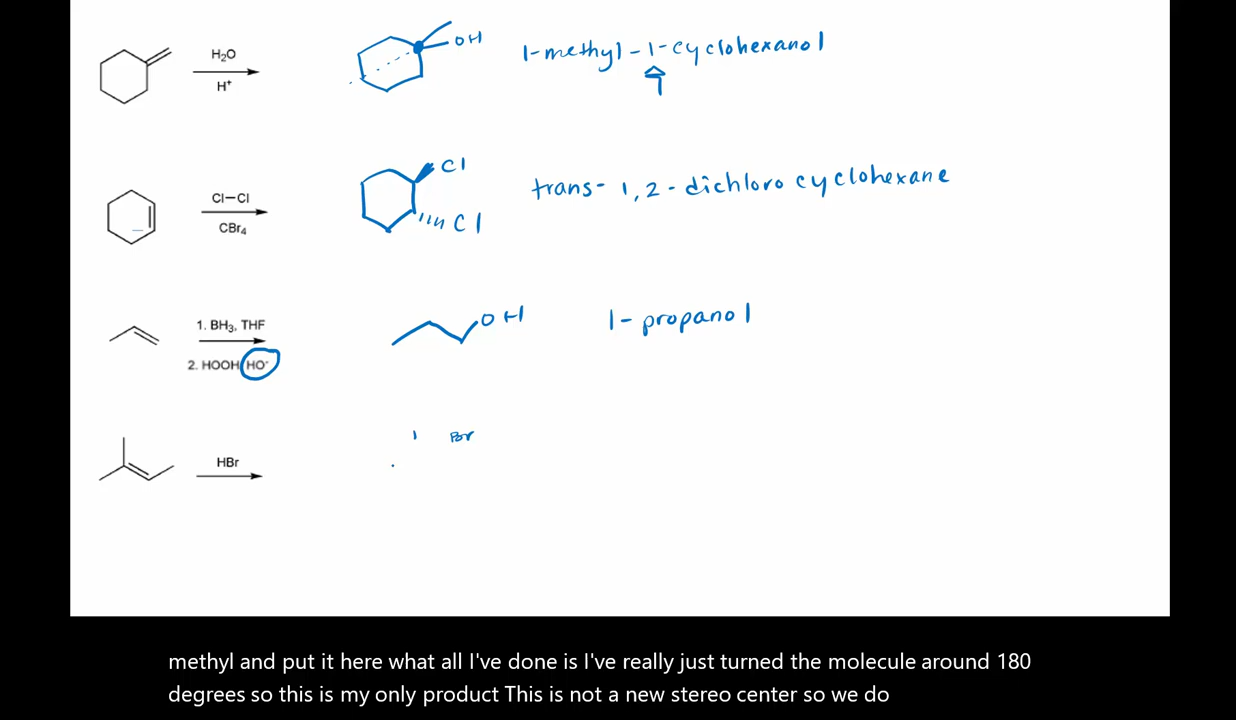 H₂O
H⁺
OH
1-methyl-1-cyclohexanol
Cl—Cl
CBr₄
Cl
Cl
trans-1,2-dichlorocyclohexane
1. BH₃, THF
2. HOOH HO⁻
OH
1-propanol
HBr
Br
methyl and put it here what all I've done is I've really just turned the molecule around 180
degrees so this is my only product This is not a new stereo center so we do